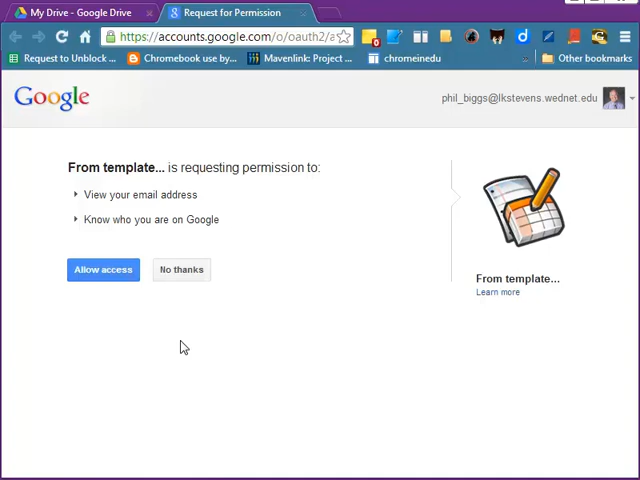 My Drive - Google Drive
Request for Permission
https://accounts.google.com/o/oauth2/a
Request to Unblock ...
Chromebook use by...
Mavenlink: Project ...
chromeinedu
Other bookmarks
Google
phil_biggs@lkstevens.wednet.edu
From template... is requesting permission to:
View your email address
Know who you are on Google
Allow access
No thanks
From template...
Learn more